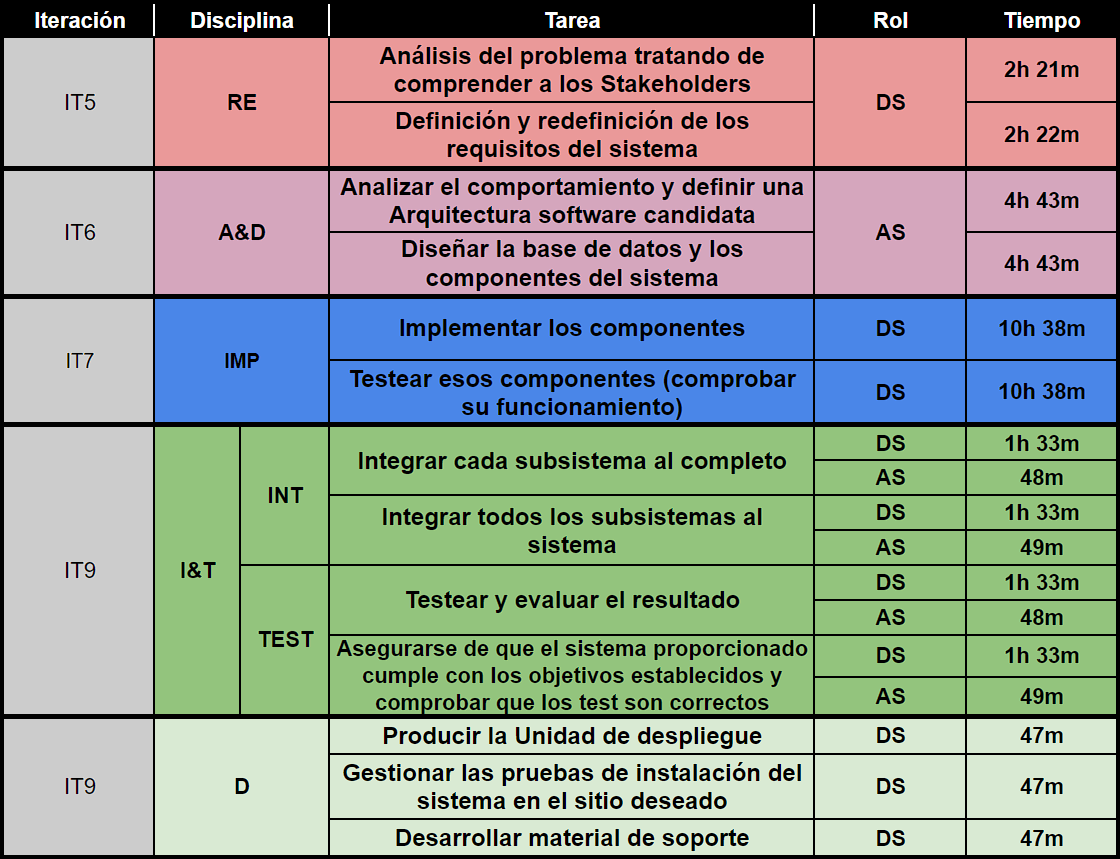 Iteración Disciplina Tarea Rol Tiempo
IT5 RE Análisis del problema tratando de
comprender a los Stakeholders DS 2h 21m
Definición y redefinición de los
requisitos del sistema 2h 22m
IT6 A&D Analizar el comportamiento y definir una
Arquitectura software candidata AS 4h 43m
Diseñar la base de datos y los
componentes del sistema 4h 43m
IT7 IMP Implementar los componentes DS 10h 38m
Testear esos componentes (comprobar
su funcionamiento) DS 10h 38m
IT9 I&T INT Integrar cada subsistema al completo DS 1h 33m
AS 48m
Integrar todos los subsistemas al
sistema DS 1h 33m
AS 49m
TEST Testear y evaluar el resultado DS 1h 33m
AS 48m
Asegurarse de que el sistema proporcionado
cumple con los objetivos establecidos y
comprobar que los test son correctos DS 1h 33m
AS 49m
IT9 D Producir la Unidad de despliegue DS 47m
Gestionar las pruebas de instalación del
sistema en el sitio deseado DS 47m
Desarrollar material de soporte DS 47m